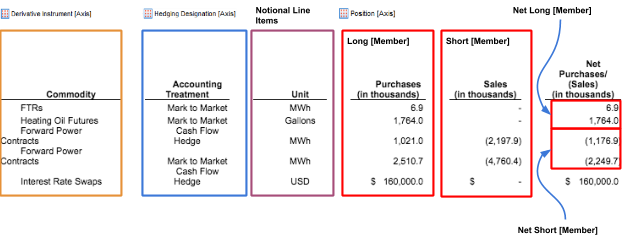 Derivative Instrument [Axis] Hedging Designation [Axis] Notional Line Items Position [Axis] Net Long [Member]
Long [Member] Short [Member]
Commodity Accounting Treatment Unit Purchases (in thousands) Sales (in thousands) Net Purchases/ (Sales) (in thousands)
FTRs Mark to Market MWh 6.9 - 6.9
Heating Oil Futures Mark to Market Gallons 1,764.0 - 1,764.0
Forward Power Cash Flow
Contracts Hedge MWh 1,021.0 (2,197.9) (1,176.9
Forward Power
Contracts Mark to Market MWh 2,510.7 (4,760.4) (2,249.7
Cash Flow
Interest Rate Swaps Hedge USD $ 160,000.0 $ - $ 160,000.0
Net Short [Member]